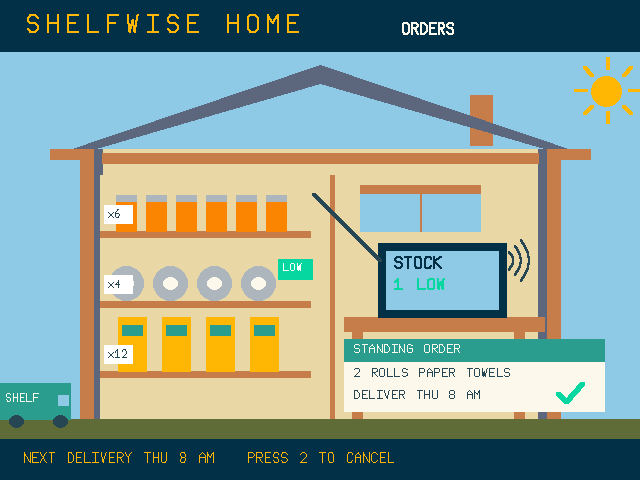 SHELFWISE HOME
ORDERS
x6
LOW
x4
STOCK
1 LOW
x12
STANDING ORDER
2 ROLLS PAPER TOWELS
DELIVER THU 8 AM
SHELF
NEXT DELIVERY THU 8 AM PRESS 2 TO CANCEL